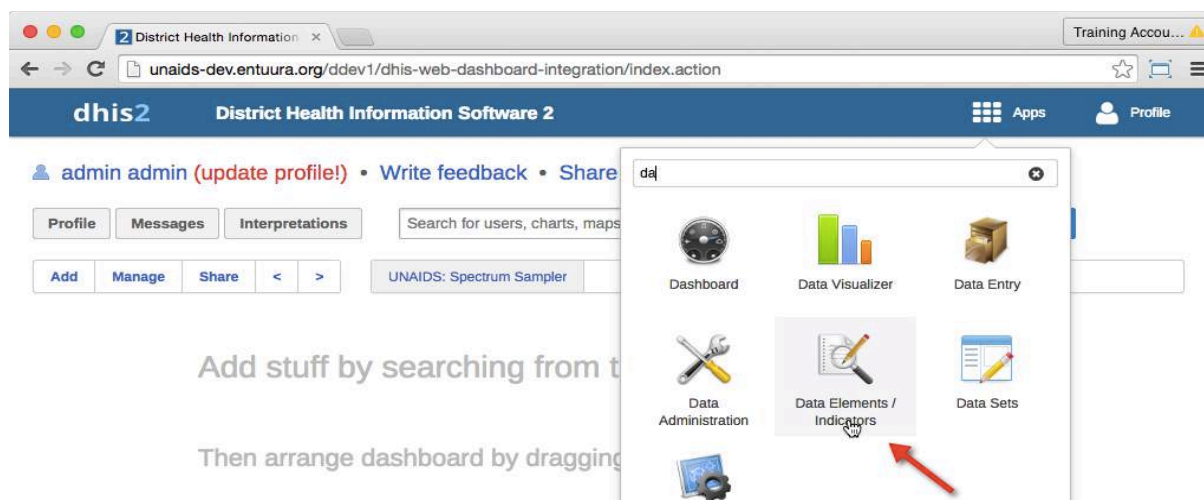 2 District Health Information
Training Accou...
unaids-dev.entuura.org/ddev1/dhis-web-dashboard-integration/index.action
dhis2 District Health Information Software 2 Apps Profile
admin admin (update profile!) • Write feedback • Share
da
Profile Messages Interpretations Search for users, charts, maps
Add Manage Share < > UNAIDS: Spectrum Sampler
Dashboard Data Visualizer Data Entry
Add stuff by searching from t
Data Administration
Data Elements / Indicators
Data Sets
Then arrange dashboard by dragging